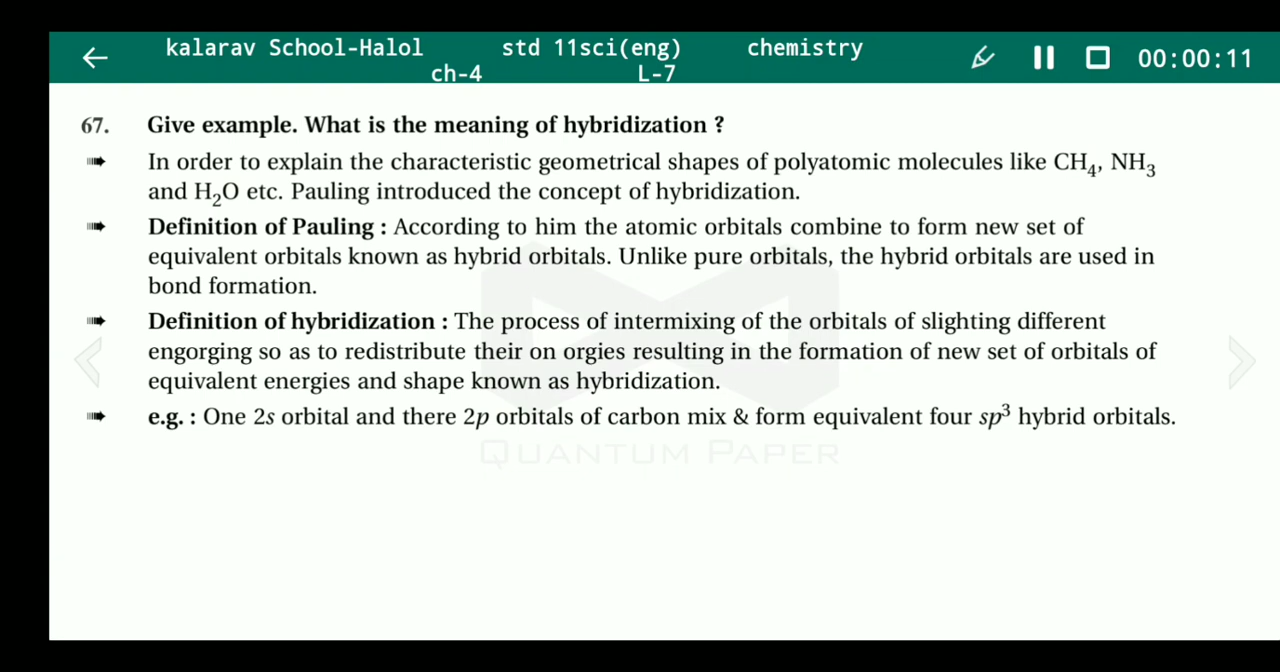 kalarav School-Halol std 11sci(eng) chemistry
ch-4 L-7
00:00:11
67. Give example. What is the meaning of hybridization ?
In order to explain the characteristic geometrical shapes of polyatomic molecules like CH₄, NH₃
and H₂O etc. Pauling introduced the concept of hybridization.
Definition of Pauling : According to him the atomic orbitals combine to form new set of
equivalent orbitals known as hybrid orbitals. Unlike pure orbitals, the hybrid orbitals are used in
bond formation.
Definition of hybridization : The process of intermixing of the orbitals of slighting different
engorging so as to redistribute their on orgies resulting in the formation of new set of orbitals of
equivalent energies and shape known as hybridization.
e.g. : One 2s orbital and there 2p orbitals of carbon mix & form equivalent four sp³ hybrid orbitals.
QUANTUM PAPER